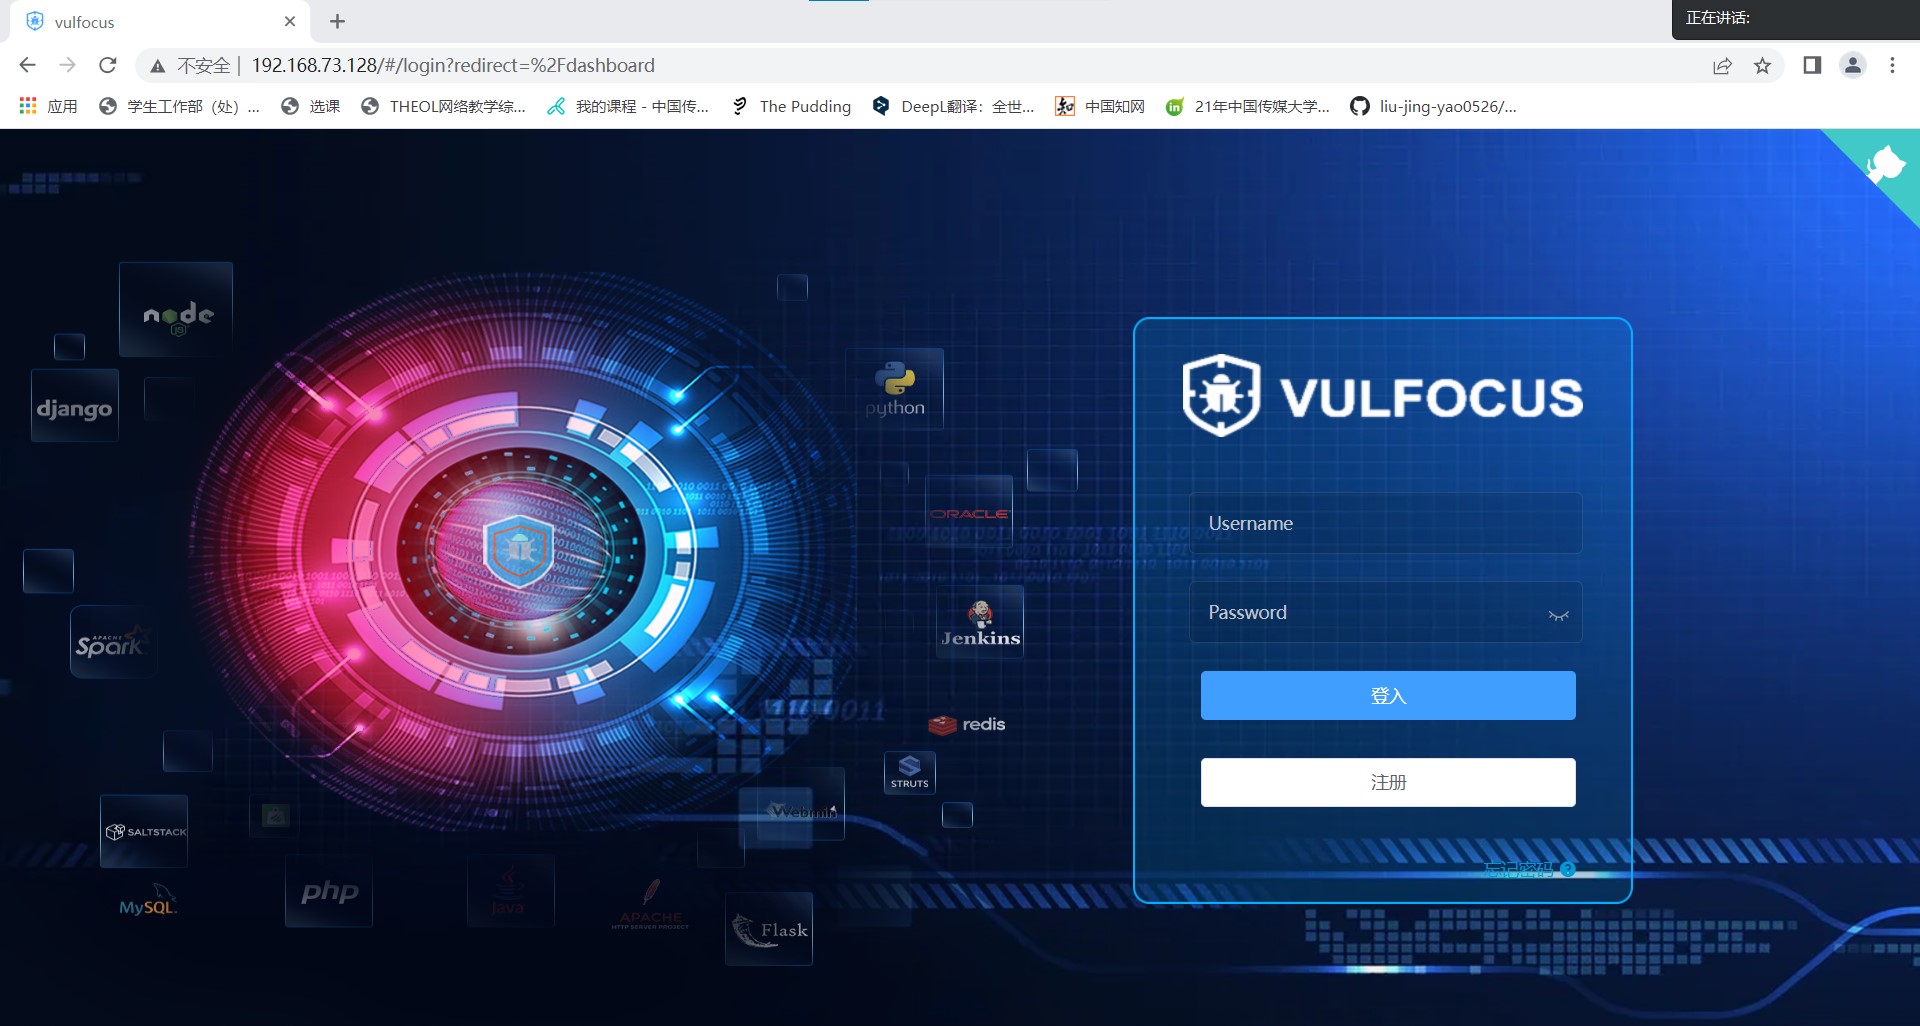 vulfocus
正在讲话:
不安全 | 192.168.73.128/#/login?redirect=%2Fdashboard
应用
学生工作部（处）...
选课
THEOL网络教学综...
我的课程 - 中国传...
The Pudding
DeepL翻译：全世...
中国知网
21年中国传媒大学...
liu-jing-yao0526/...
node
JS
django
python
VULFOCUS
ORACLE
Username
Jenkins
Password
APACHE
Spark
登入
redis
STRUTS
注册
Webmin
SALTSTACK
忘记密码
php
Java
MySQL
APACHE
HTTP SERVER PROJECT
Flask